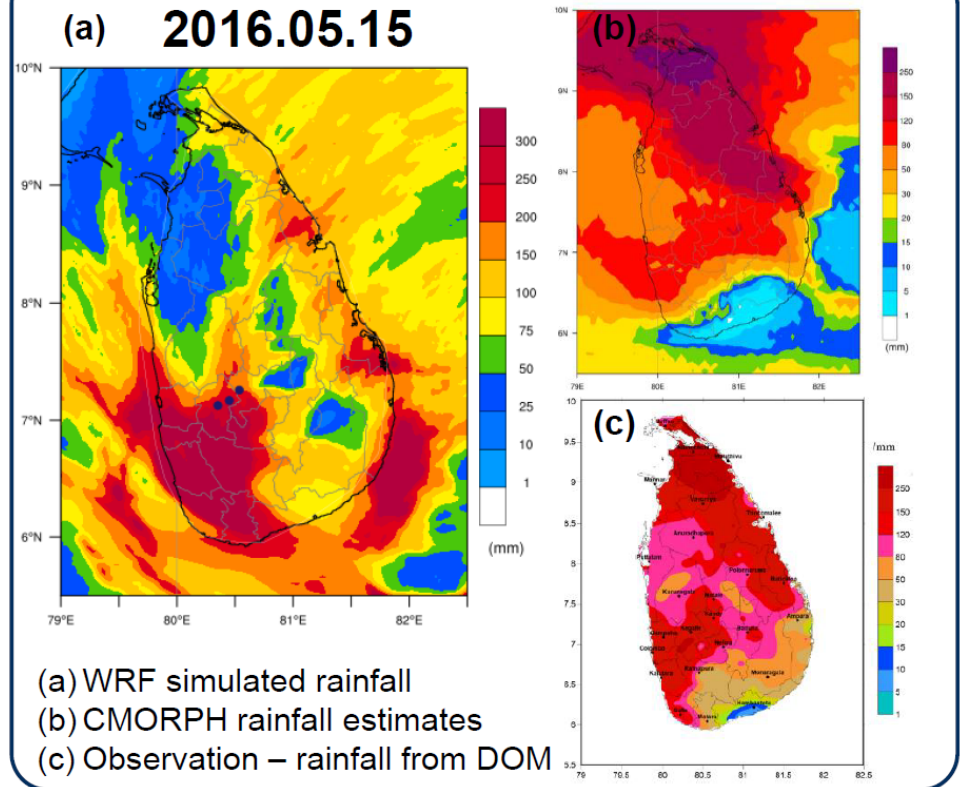 (a) 2016.05.15
(b)
10°N
9°N
8°N
7°N
6°N
79°E 80°E 81°E 82°E
300
250
200
150
100
75
50
25
10
1
(mm)
10N
9N
8N
7N
6N
79E 80E 81E 82E
250
150
120
80
50
30
20
15
10
5
1
(mm)
(c)
10
9.5
9
8.5
8
7.5
7
6.5
6
5.5
79 79.5 80 80.5 81 81.5 82 82.5
Mannar
Vavuniya
Trincomalee
Anuradhapura
Puttalam
Polonnaruwa
Batticaloa
Kurunegala
Ampara
Colombo
Monaragala
Ratnapura
Kalutara
Hambantota
Galle
Matara
/mm
250
150
120
80
50
30
20
15
10
5
1
(a) WRF simulated rainfall
(b) CMORPH rainfall estimates
(c) Observation – rainfall from DOM